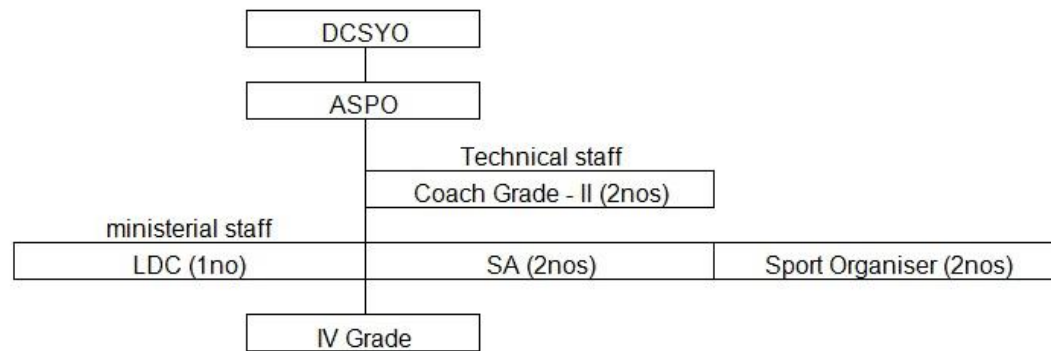 DCSYO
ASPO
Technical staff
Coach Grade - II (2nos)
ministerial staff
LDC (1no) SA (2nos) Sport Organiser (2nos)
IV Grade